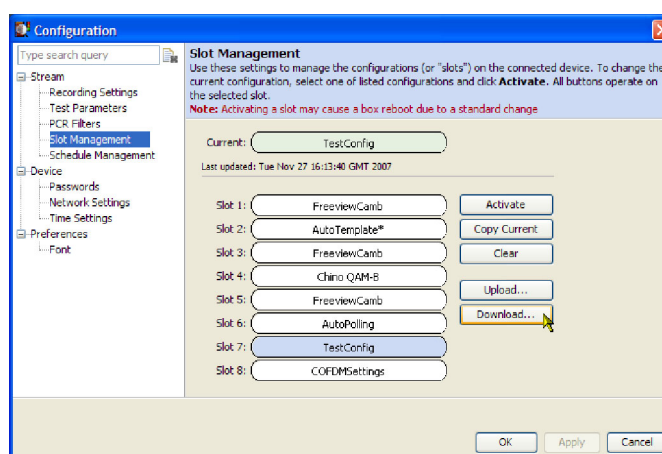 Configuration
Type search query
Stream
Recording Settings
Test Parameters
PCR Filters
Slot Management
Schedule Management
Device
Passwords
Network Settings
Time Settings
Preferences
Font
Slot Management
Use these settings to manage the configurations (or "slots") on the connected device. To change the
current configuration, select one of listed configurations and click Activate. All buttons operate on
the selected slot.
Note: Activating a slot may cause a box reboot due to a standard change
Current: TestConfig
Last updated: Tue Nov 27 16:13:40 GMT 2007
Slot 1: FreeviewCamb Activate
Slot 2: AutoTemplate* Copy Current
Slot 3: FreeviewCamb Clear
Slot 4: Chino QAM-B
Upload...
Slot 5: FreeviewCamb
Download...
Slot 6: AutoPolling
Slot 7: TestConfig
Slot 8: COFDMSettings
OK Apply Cancel